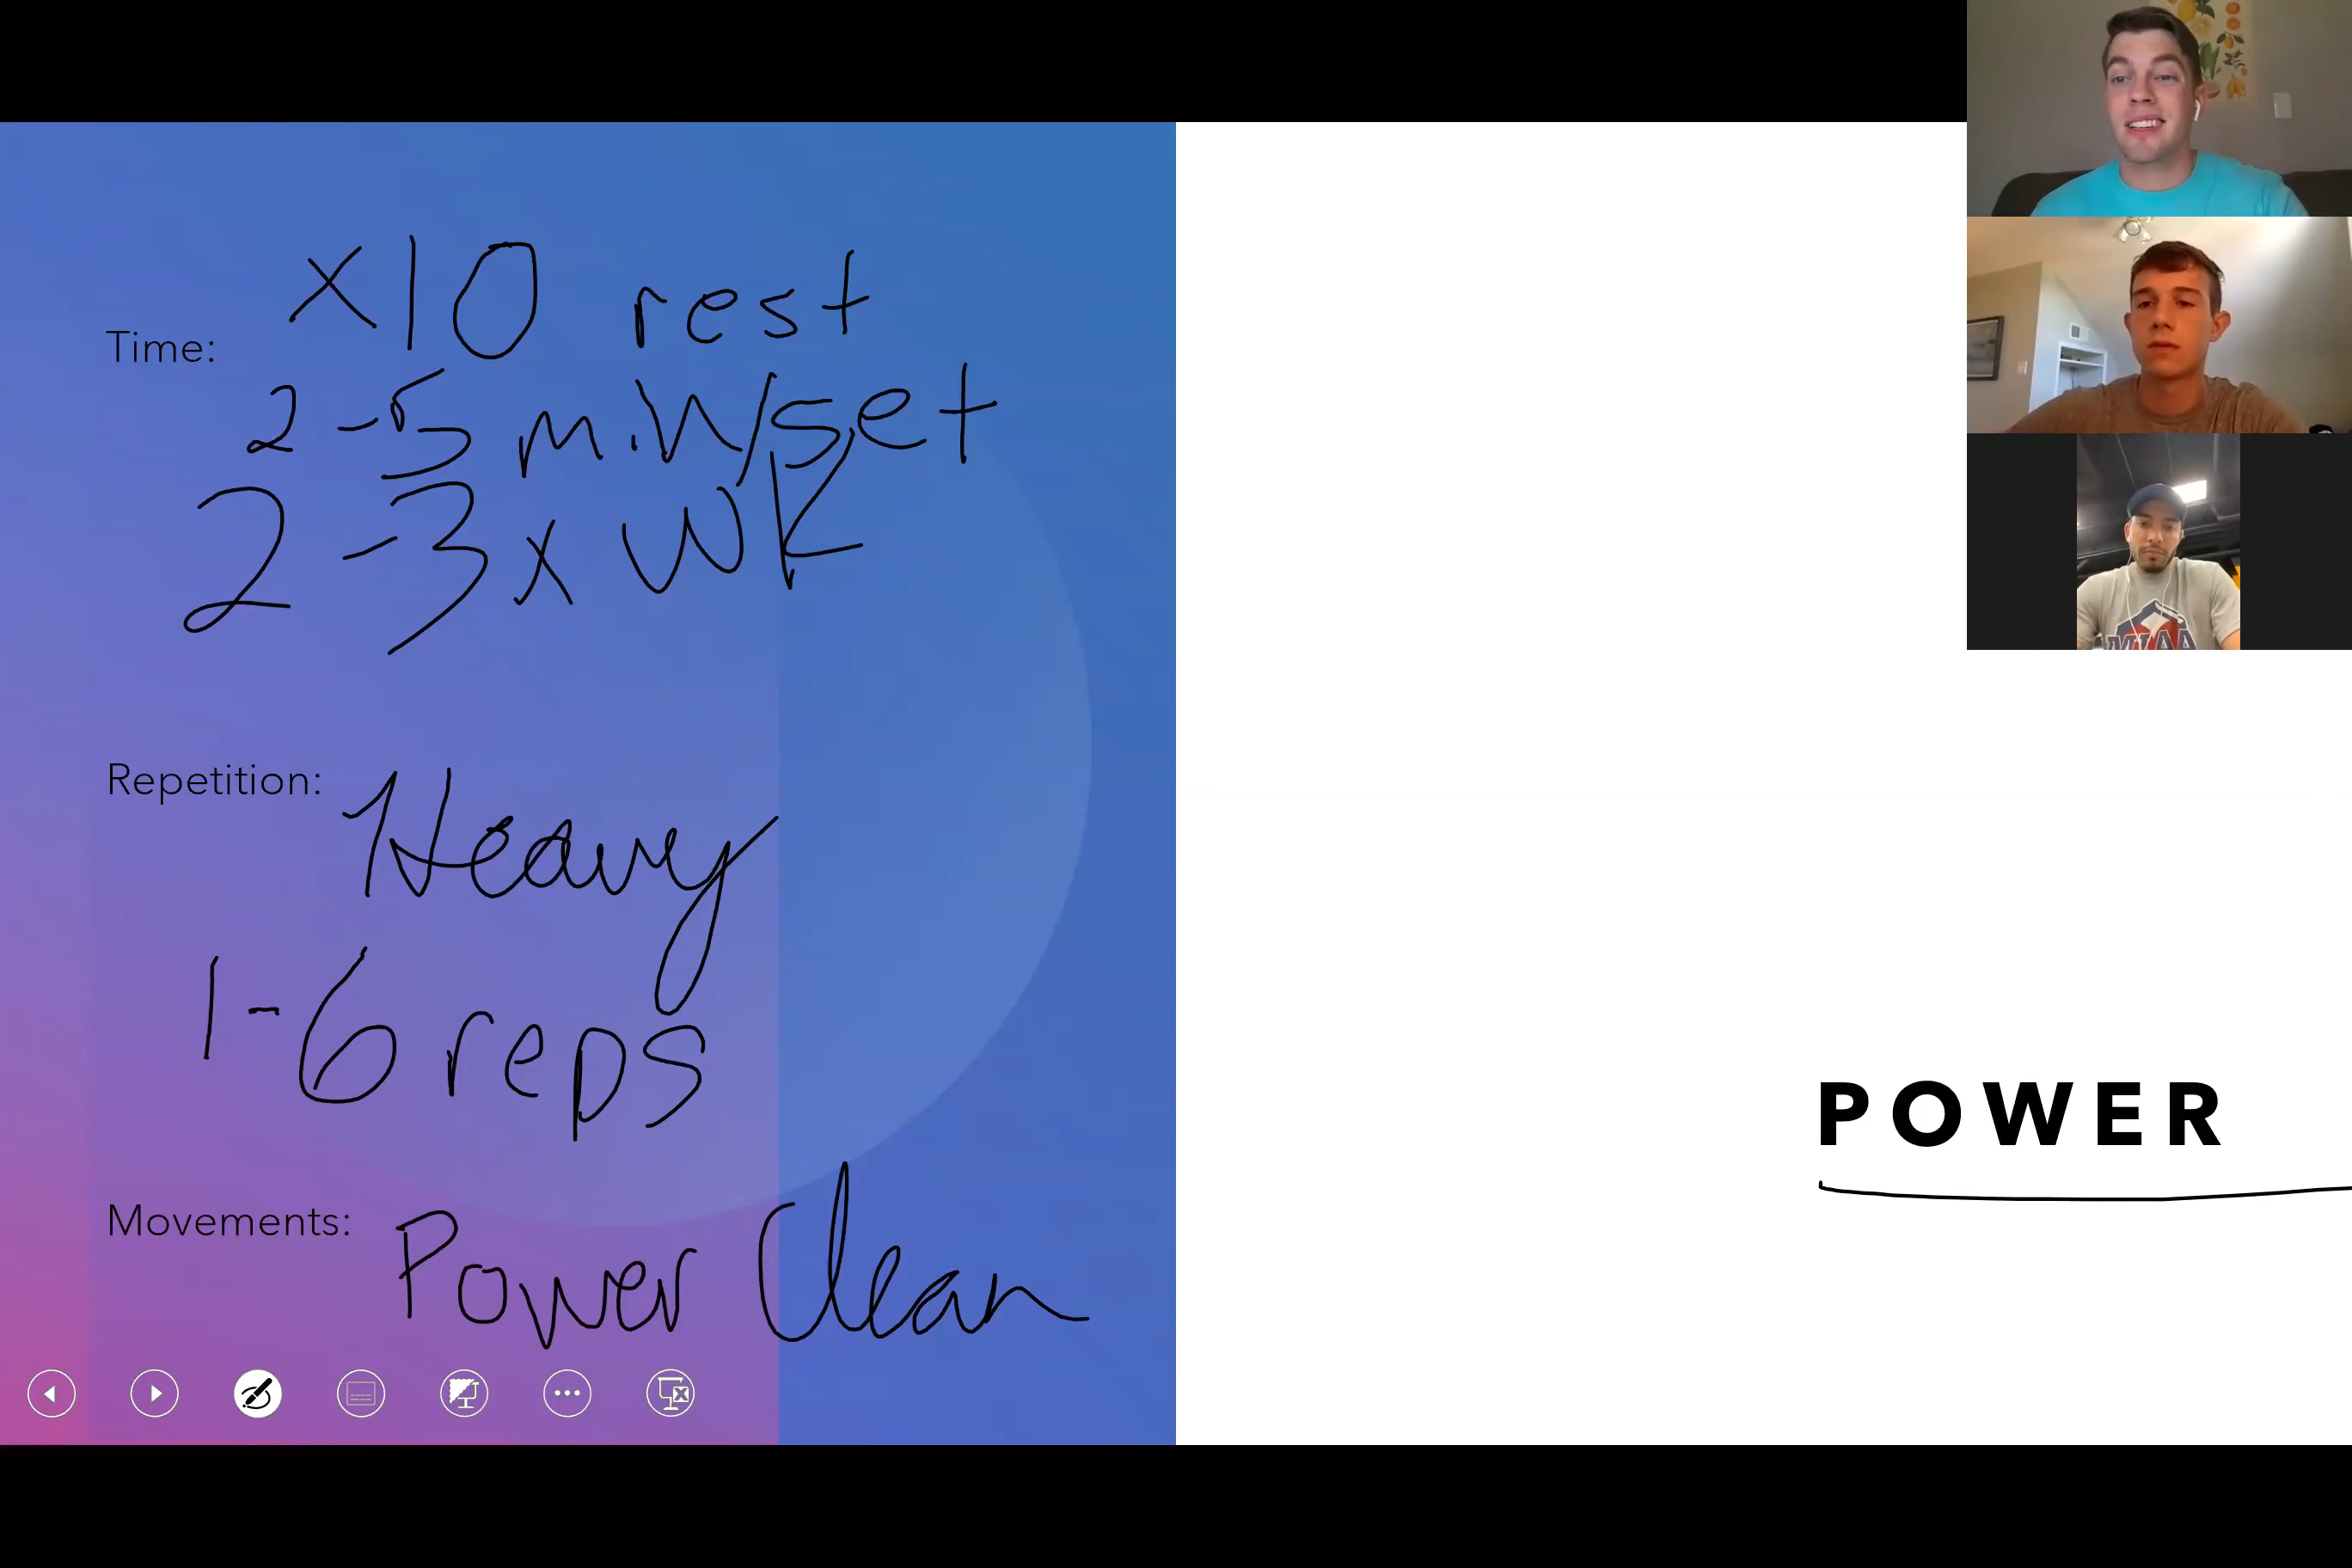 x10 rest
Time:
2-5 min/set
2-3x WK
Repetition: Heavy
1-6 reps
Movements: Power Clean
POWER
MIAA